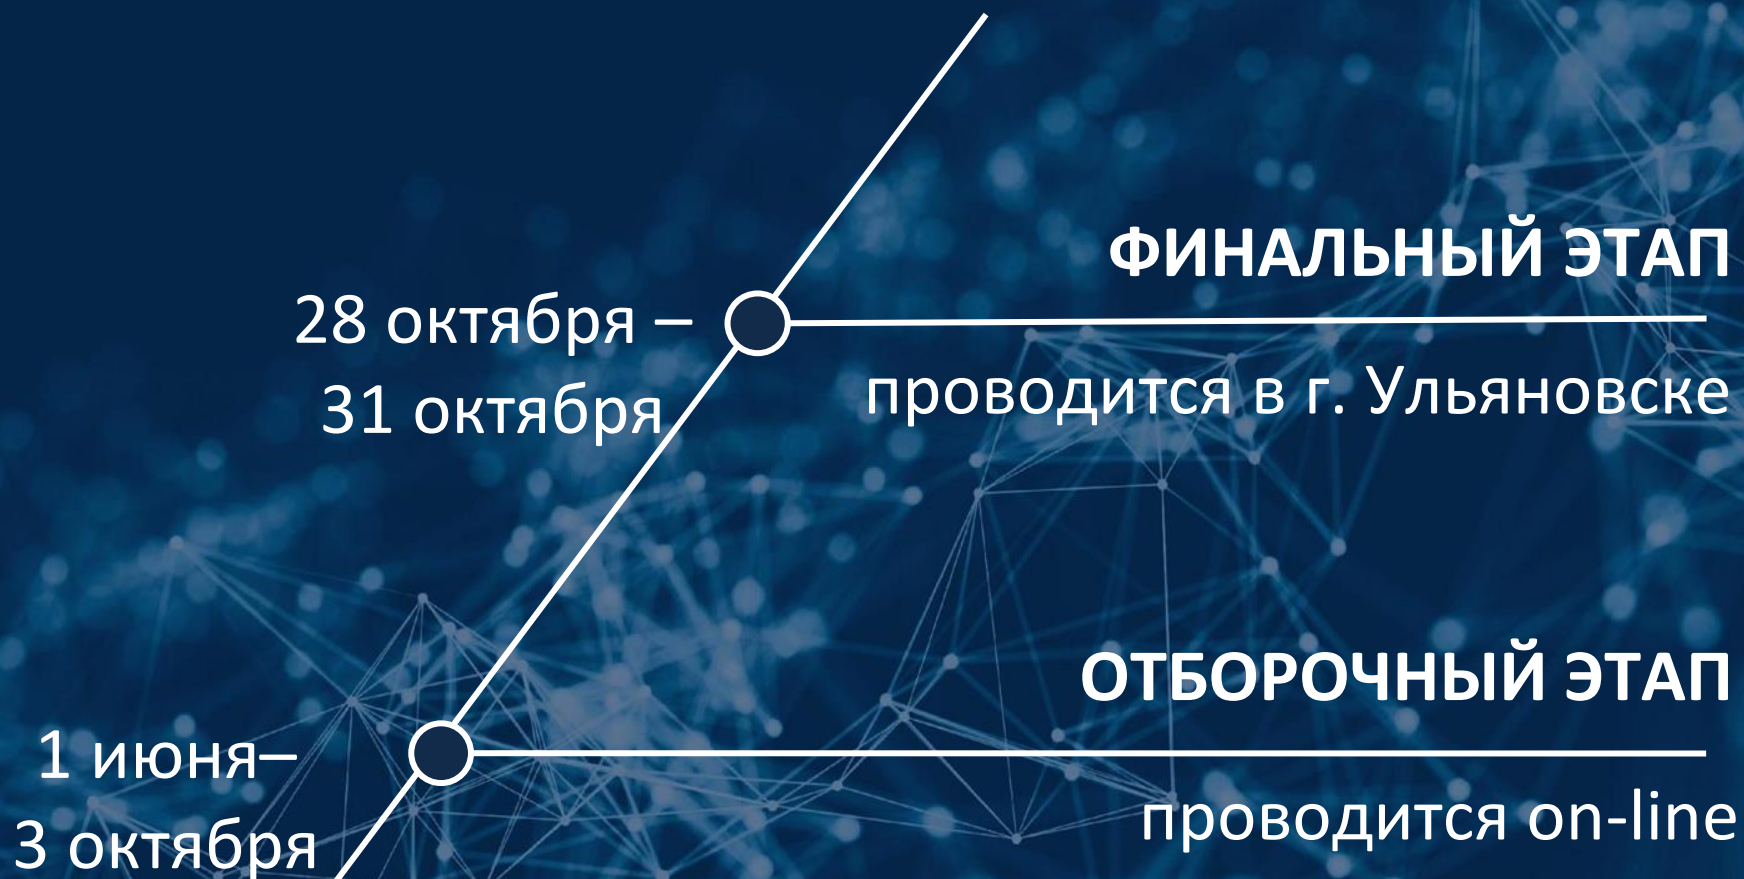 ФИНАЛЬНЫЙ ЭТАП
28 октября –
31 октября
проводится в г. Ульяновске
ОТБОРОЧНЫЙ ЭТАП
1 июня–
3 октября
проводится on-line